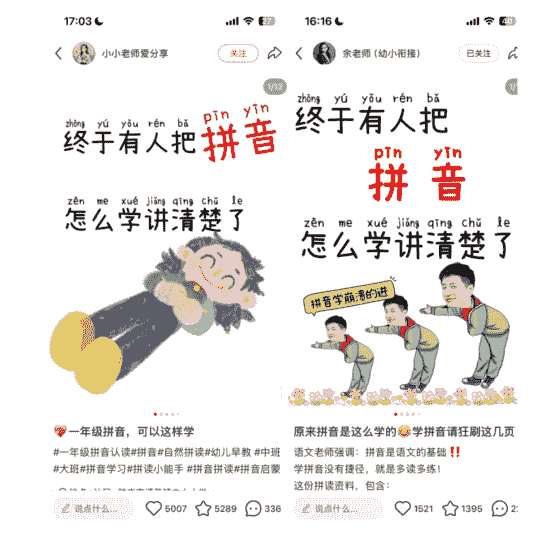 17:03
小小老师爱分享
关注
1/12
zhōng yú yǒu rén bǎ pīn yīn
终于有人把拼音
zěn me xué jiǎng qīng chǔ le
怎么学讲清楚了
一年级拼音，可以这样学
#一年级拼音认读#拼音#自然拼读#幼儿早教 #中班
#大班#拼音学习#拼读小能手 #拼音拼读#拼音启蒙
说点什么...
5007
5289
336
16:16
余老师（幼小衔接）
已关注
zhōng yú yǒu rén bǎ
终于有人把
pīn yīn
拼音
zěn me xué jiǎng qīng chǔ le
怎么学讲清楚了
拼音学崩溃的进
原来拼音是这么学的😂学拼音请狂刷这几页
语文老师强调：拼音是语文的基础‼️
学拼音没有捷径，就是多读多练！
这份拼读资料，包含：
说点什么...
1521
1395